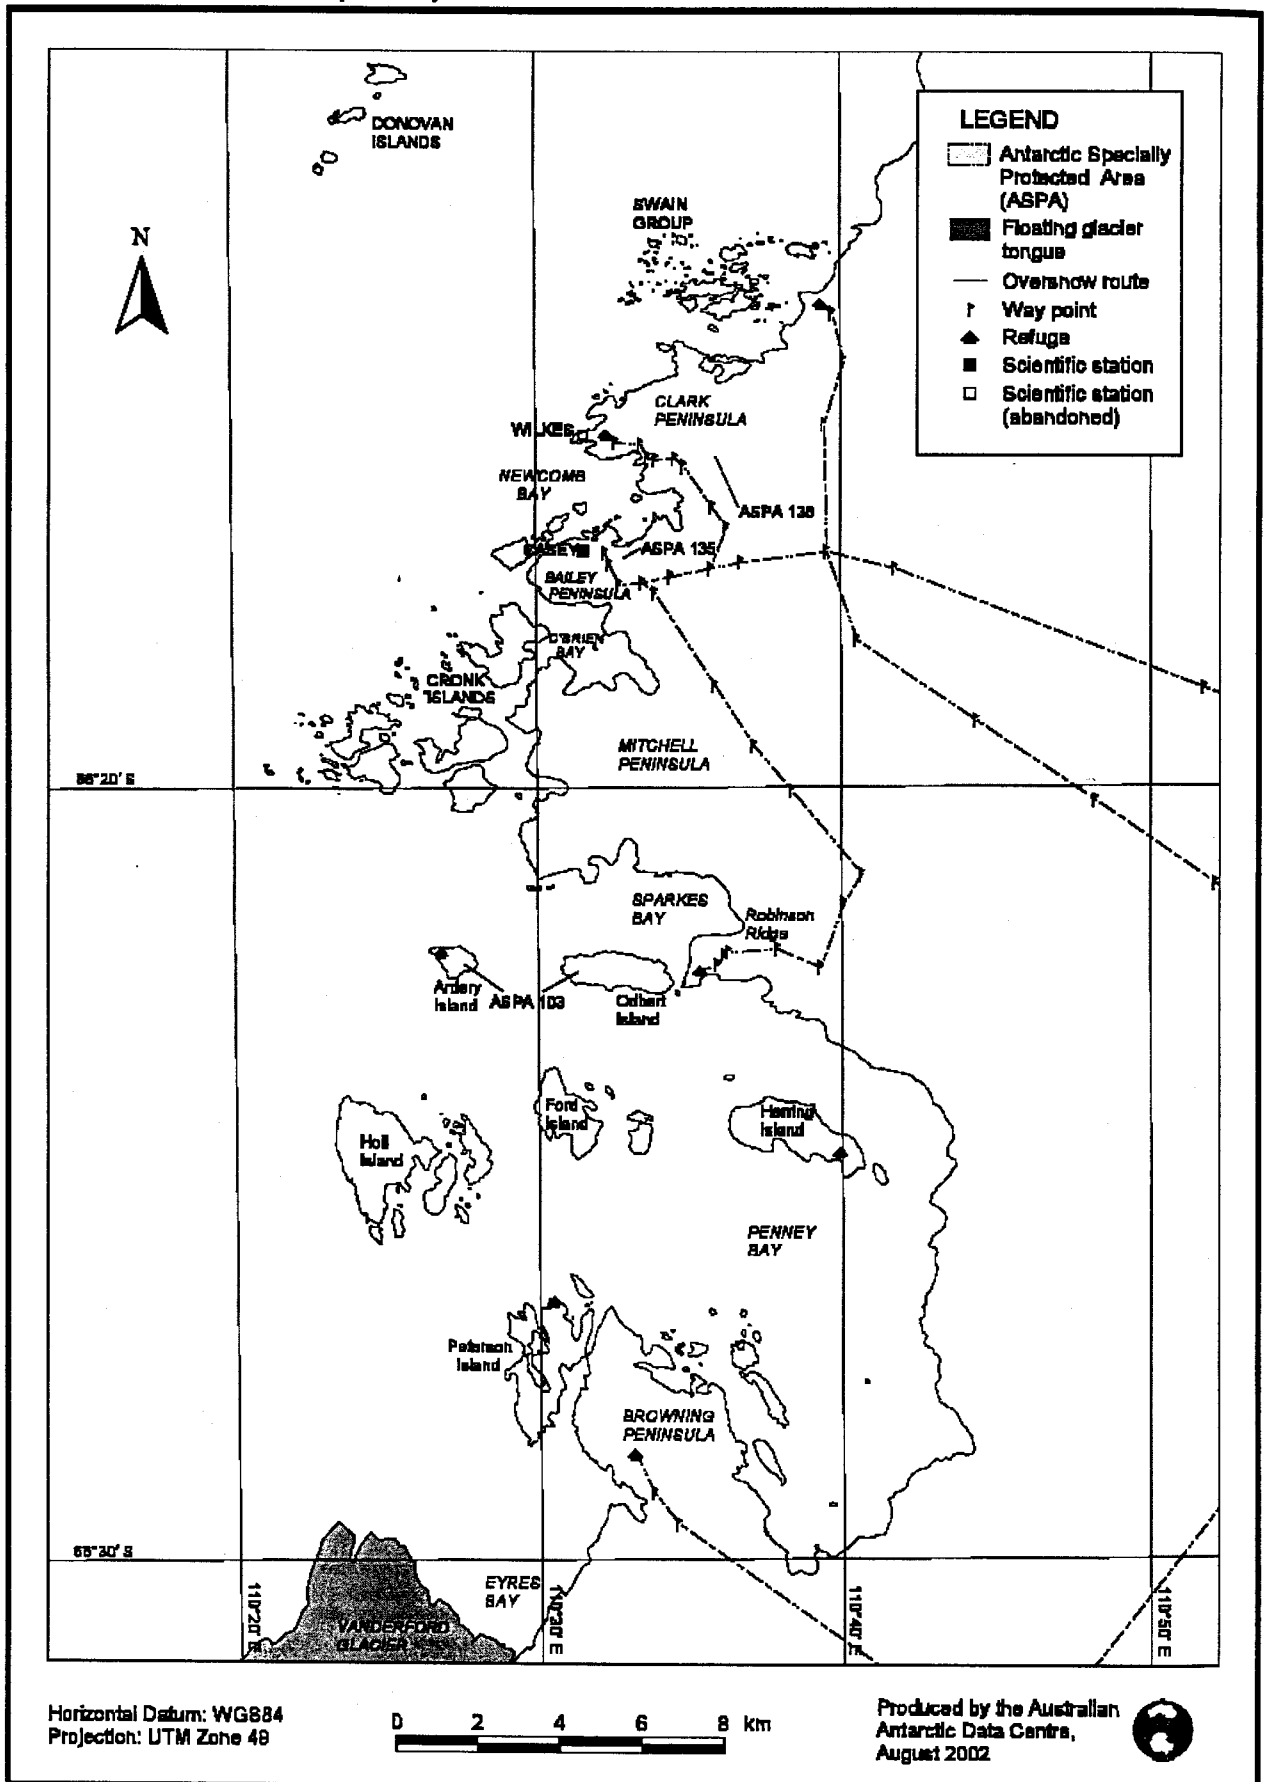 DONOVAN
ISLANDS
N
SWAIN
GROUP
LEGEND
Antarctic Specially
Protected Area
(ASPA)
Floating glacier
tongue
Oversnow route
Way point
Refuge
Scientific station
Scientific station
(abandoned)
CLARK
PENINSULA
WILKES
NEWCOMB
BAY
ASPA 136
CASEY
ASPA 135
BAILEY
PENINSULA
O'BRIEN
BAY
CRONK
ISLANDS
MITCHELL
PENINSULA
66°20' S
SPARKES
BAY
Robinson
Ridge
Ardery
Island
ASPA 103
Odbert
Island
Ford
Island
Herring
Island
Holl
Island
PENNEY
BAY
Peterson
Island
BROWNING
PENINSULA
66°30' S
EYRES
BAY
VANDERFORD
GLACIER
110°20' E
110°30' E
110°40' E
110°50' E
Horizontal Datum: WGS84
Projection: UTM Zone 49
0 2 4 6 8 km
Produced by the Australian
Antarctic Data Centre,
August 2002